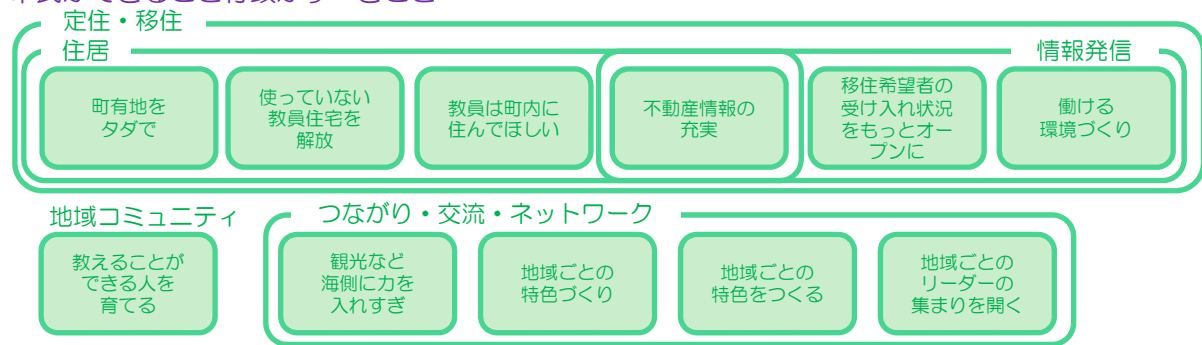 定住・移住
住居
情報発信
町有地を
タダで
使っていない
教員住宅を
解放
教員は町内に
住んでほしい
不動産情報の
充実
移住希望者の
受け入れ状況
をもっとオー
プンに
働ける
環境づくり
地域コミュニティ
つながり・交流・ネットワーク
教えることが
できる人を
育てる
観光など
海側に力を
入れすぎ
地域ごとの
特色づくり
地域ごとの
特色をつくる
地域ごとの
リーダーの
集まりを開く